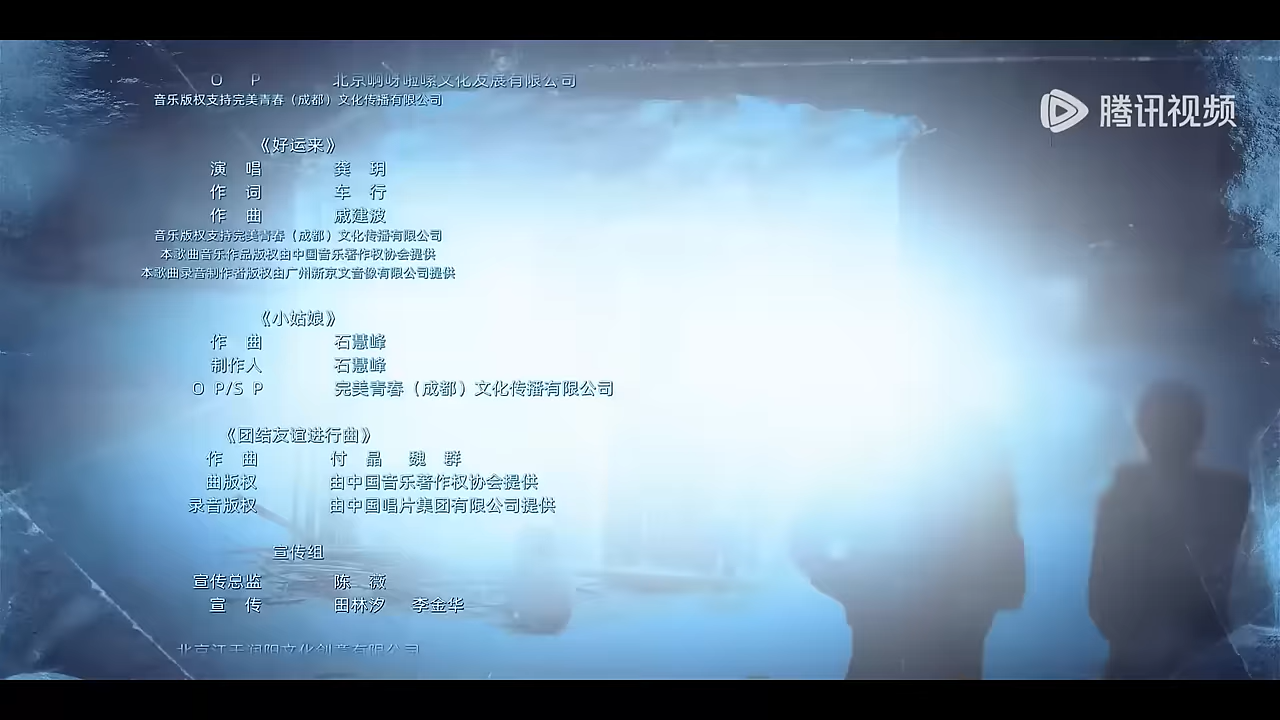 O P 北京啊呀啦嗦文化发展有限公司
音乐版权支持完美青春（成都）文化传播有限公司
腾讯视频
《好运来》
演 唱 龚 玥
作 词 车 行
作 曲 戚建波
音乐版权支持完美青春（成都）文化传播有限公司
本歌曲音乐作品版权由中国音乐著作权协会提供
本歌曲录音制作者版权由广州新京文音像有限公司提供
《小姑娘》
作 曲 石慧峰
制作人 石慧峰
O P/S P 完美青春（成都）文化传播有限公司
《团结友谊进行曲》
作 曲 付 晶 魏 群
曲版权 由中国音乐著作权协会提供
录音版权 由中国唱片集团有限公司提供
宣传组
宣传总监 陈 薇
宣 传 田林汐 李金华